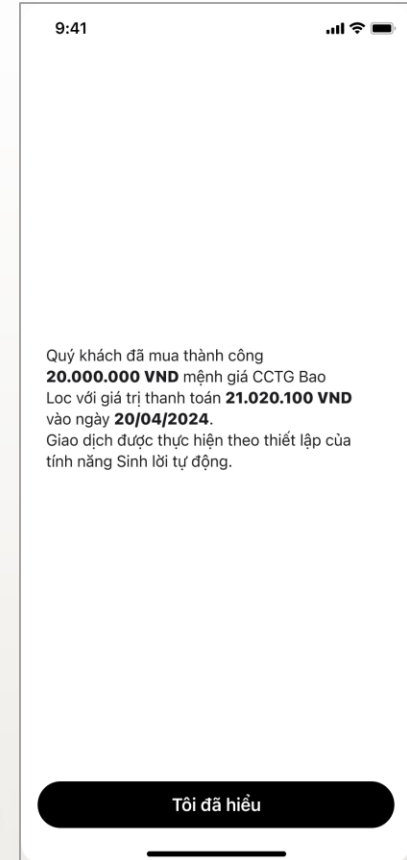 9:41
Quý khách đã mua thành công
20.000.000 VND mệnh giá CCTG Bao
Loc với giá trị thanh toán 21.020.100 VND
vào ngày 20/04/2024.
Giao dịch được thực hiện theo thiết lập của
tính năng Sinh lời tự động.
Tôi đã hiểu